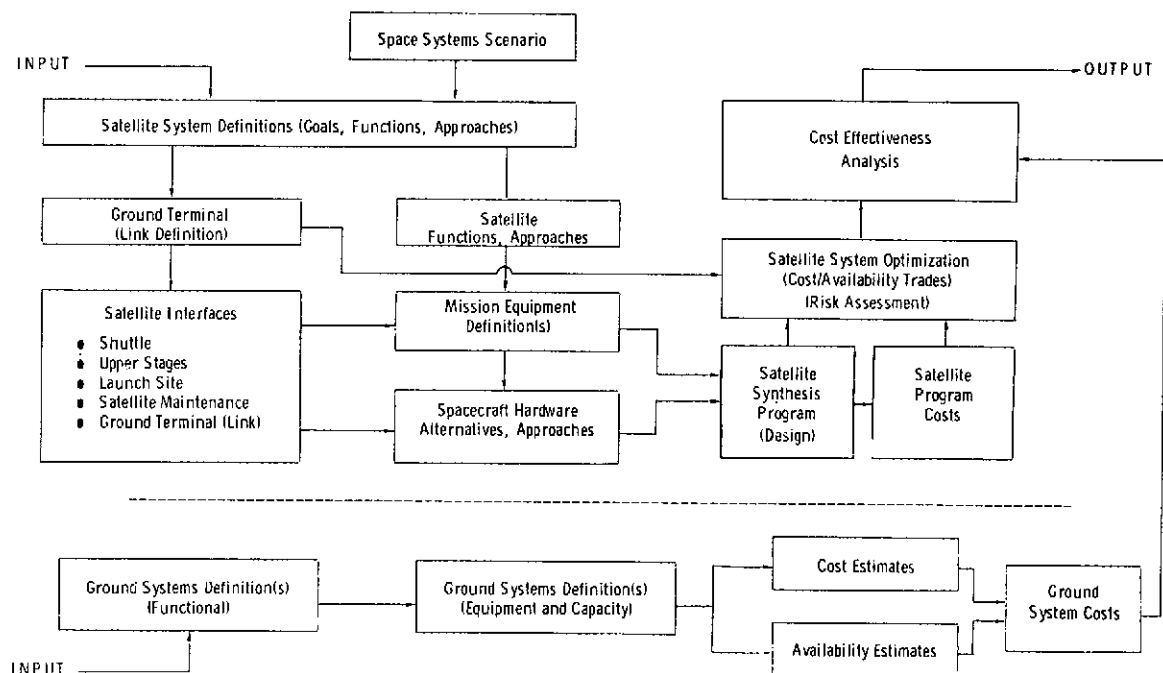 Space Systems Scenario
INPUT
OUTPUT
Satellite System Definitions (Goals, Functions, Approaches)
Cost Effectiveness
Analysis
Ground Terminal
(Link Definition)
Satellite
Functions, Approaches
Satellite System Optimization
(Cost/Availability Trades)
(Risk Assessment)
Satellite Interfaces
● Shuttle
● Upper Stages
● Launch Site
● Satellite Maintenance
● Ground Terminal (Link)
Mission Equipment
Definition(s)
Spacecraft Hardware
Alternatives, Approaches
Satellite
Synthesis
Program
(Design)
Satellite
Program
Costs
Ground Systems Definition(s)
(Functional)
Ground Systems Definition(s)
(Equipment and Capacity)
Cost Estimates
Availability Estimates
Ground
System Costs
INPUT